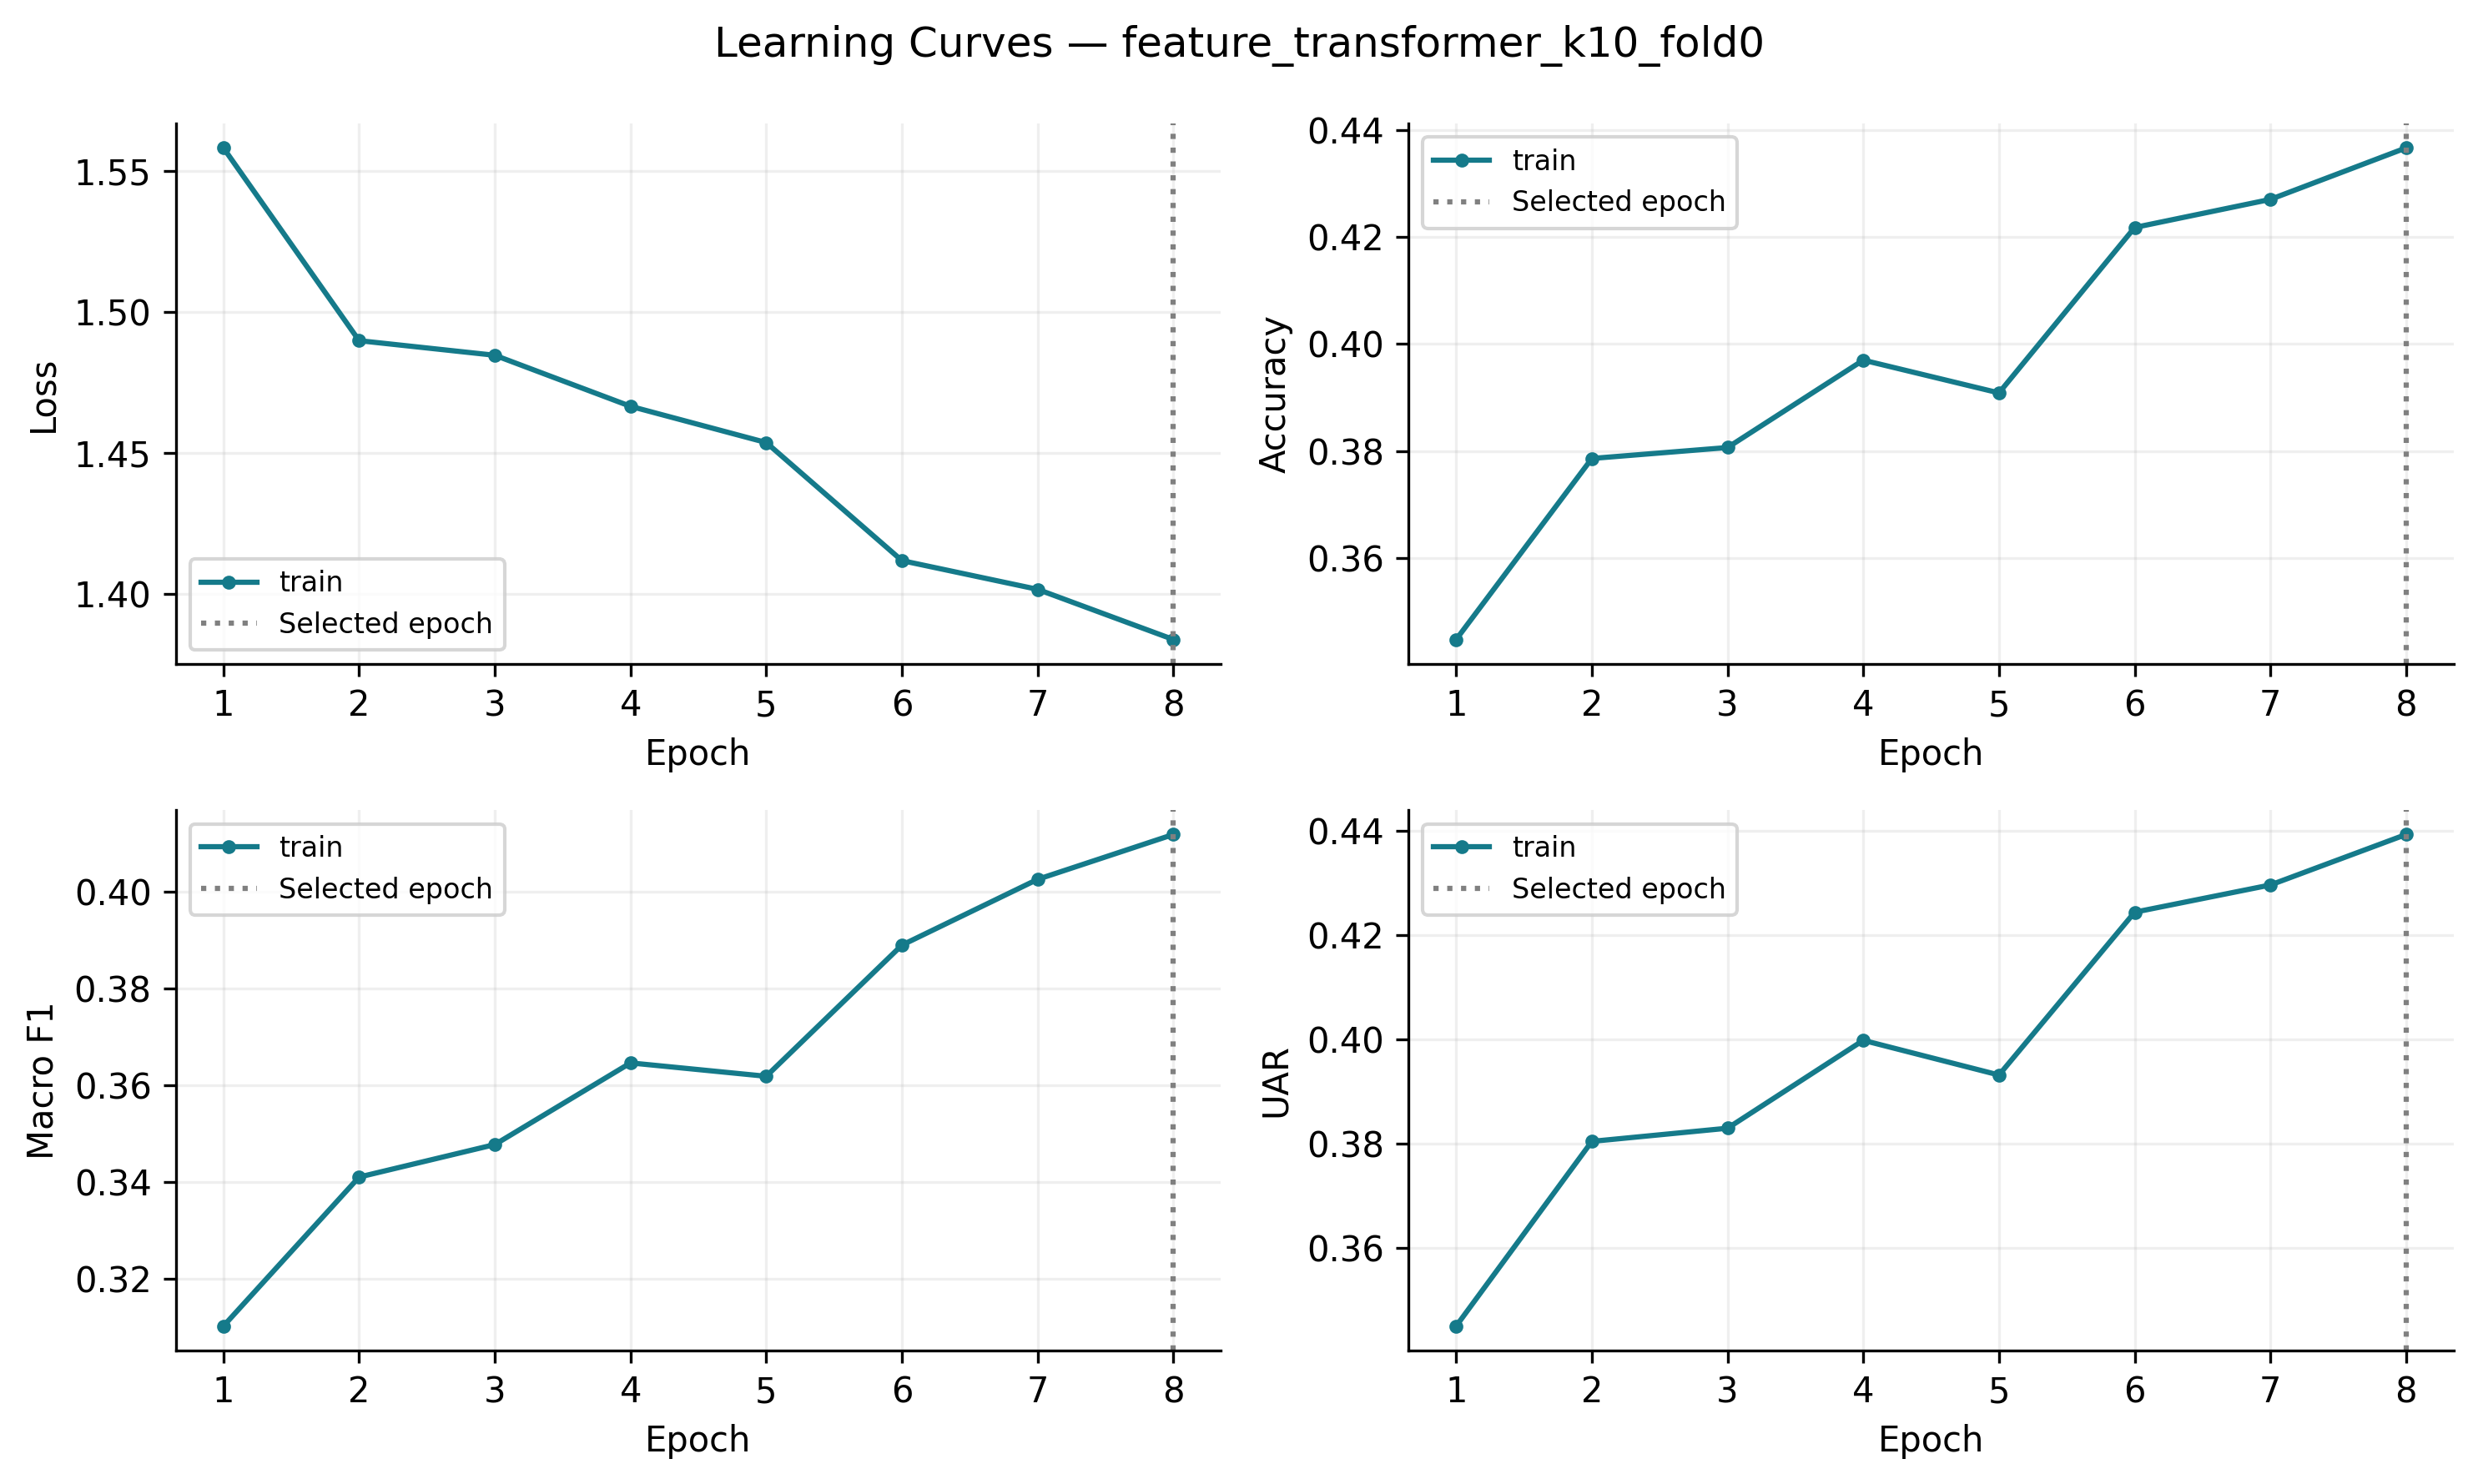 Learning Curves — feature_transformer_k10_fold0
Loss
1.55
1.50
1.45
1.40
train
Selected epoch
1 2 3 4 5 6 7 8
Epoch
Accuracy
0.44
0.42
0.40
0.38
0.36
train
Selected epoch
1 2 3 4 5 6 7 8
Epoch
Macro F1
0.40
0.38
0.36
0.34
0.32
train
Selected epoch
1 2 3 4 5 6 7 8
Epoch
UAR
0.44
0.42
0.40
0.38
0.36
train
Selected epoch
1 2 3 4 5 6 7 8
Epoch